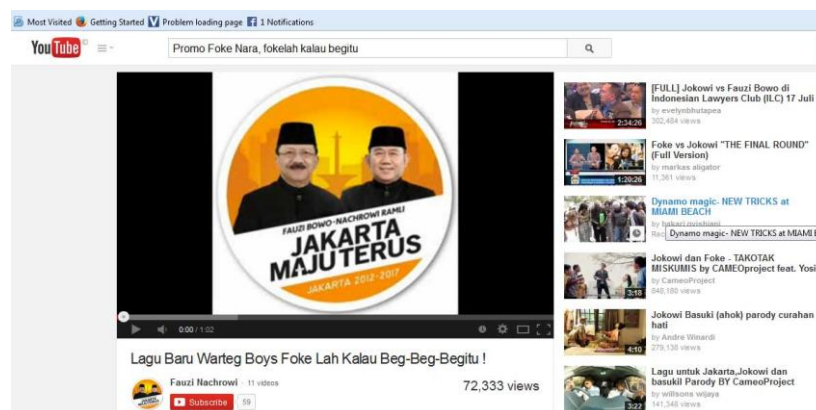 Most Visited Getting Started Problem loading page 1 Notifications
YouTube ID
Promo Foke Nara, fokelah kalau begitu
FAUZI BOWO-NACHROWI RAMLI
JAKARTA
MAJU TERUS
JAKARTA 2012-2017
0:00 / 1:02
Lagu Baru Warteg Boys Foke Lah Kalau Beg-Beg-Begitu !
Fauzi Nachrowi · 11 videos
Subscribe 59
72,333 views
[FULL] Jokowi vs Fauzi Bowo di
Indonesian Lawyers Club (ILC) 17 Juli
by evelynbhutapea
302,484 views
2:34:26
Foke vs Jokowi "THE FINAL ROUND"
(Full Version)
by markas aligator
11,361 views
1:20:26
Dynamo magic- NEW TRICKS at
MIAMI BEACH
by
Dynamo magic- NEW TRICKS at MIAMI
Jokowi dan Foke - TAKOTAK
MISKUMIS by CAMEOproject feat. Yosi
by CameoProject
648,180 views
3:18
Jokowi Basuki (ahok) parody curahan
hati
by Andre Winardi
279,138 views
4:10
Lagu untuk Jakarta,Jokowi dan
basukil Parody BY CameoProject
by willsons wijaya
141,348 views
3:27